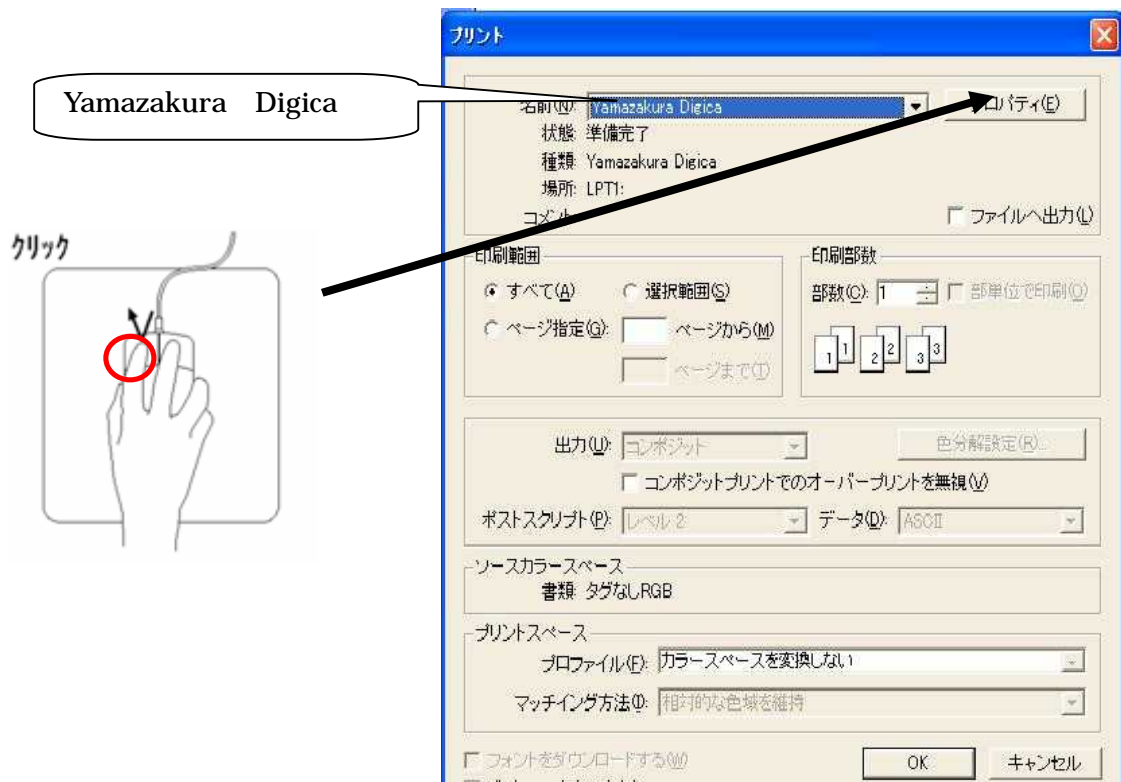 プリント
Yamazakura Digica
名前(N): Yamazakura Digica プロパティ(E)
状態: 準備完了
種類: Yamazakura Digica
場所: LPT1:
コメント:
ファイルへ出力(L)
クリック
印刷範囲
すべて(A) 選択範囲(S)
ページ指定(G): ページから(M)
ページまで(T)
印刷部数
部数(C): 1 部単位で印刷(O)
1 1 2 2 3 3
出力(U): コンポジット 色分解設定(R)...
コンポジットプリントでのオーバープリントを無視(V)
ポストスクリプト(P): レベル 2 データ(D): ASCII
ソースカラースペース
書類: タグなしRGB
プリントスペース
プロファイル(F): カラースペースを変換しない
マッチイング方法(I): 相対的な色域を維持
フォントをダウンロードする(W)
OK キャンセル